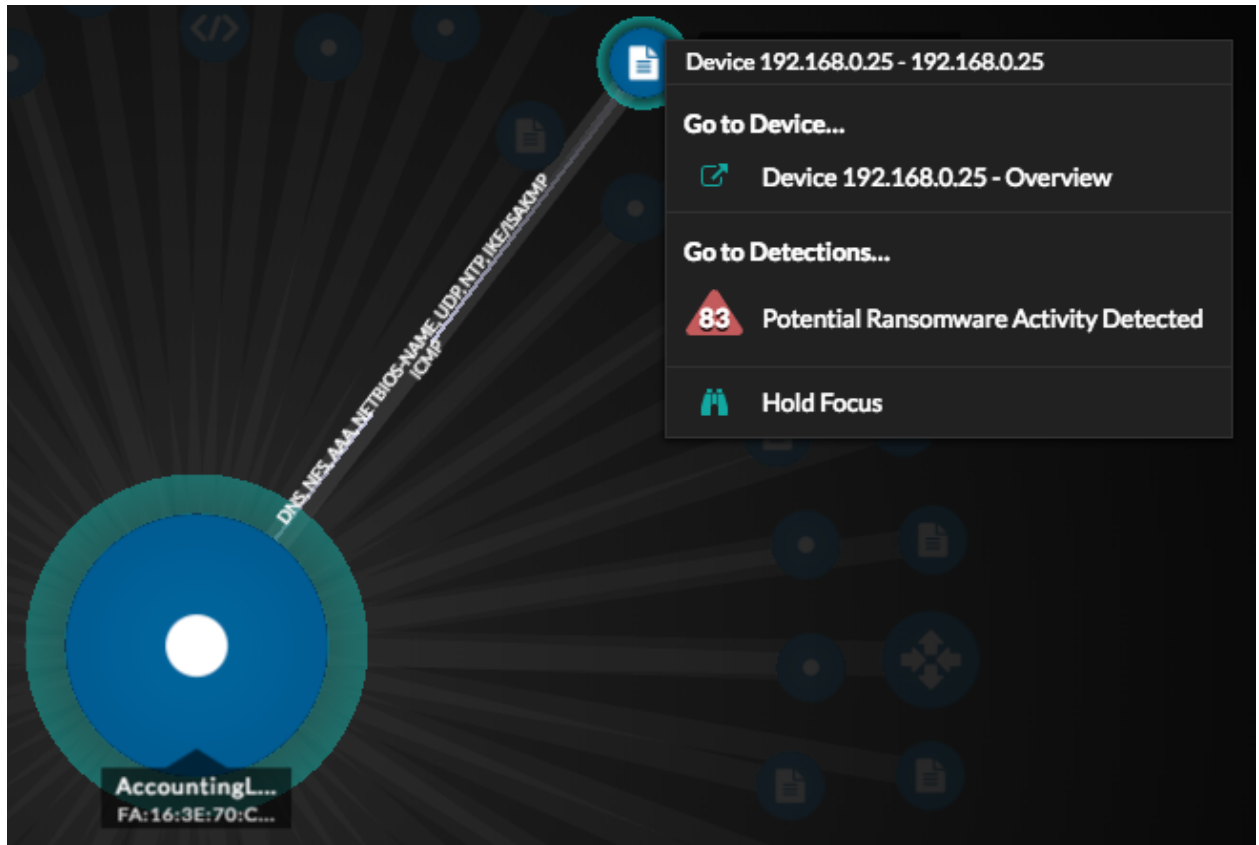 Device 192.168.0.25 - 192.168.0.25
Go to Device...
Device 192.168.0.25 - Overview
Go to Detections...
83 Potential Ransomware Activity Detected
Hold Focus
DNS, NFS, AAA, NETBIOS-NAME, UDP, NTP, IKE/ISAKMP
ICMP
</>
AccountingL...
FA:16:3E:70:C...